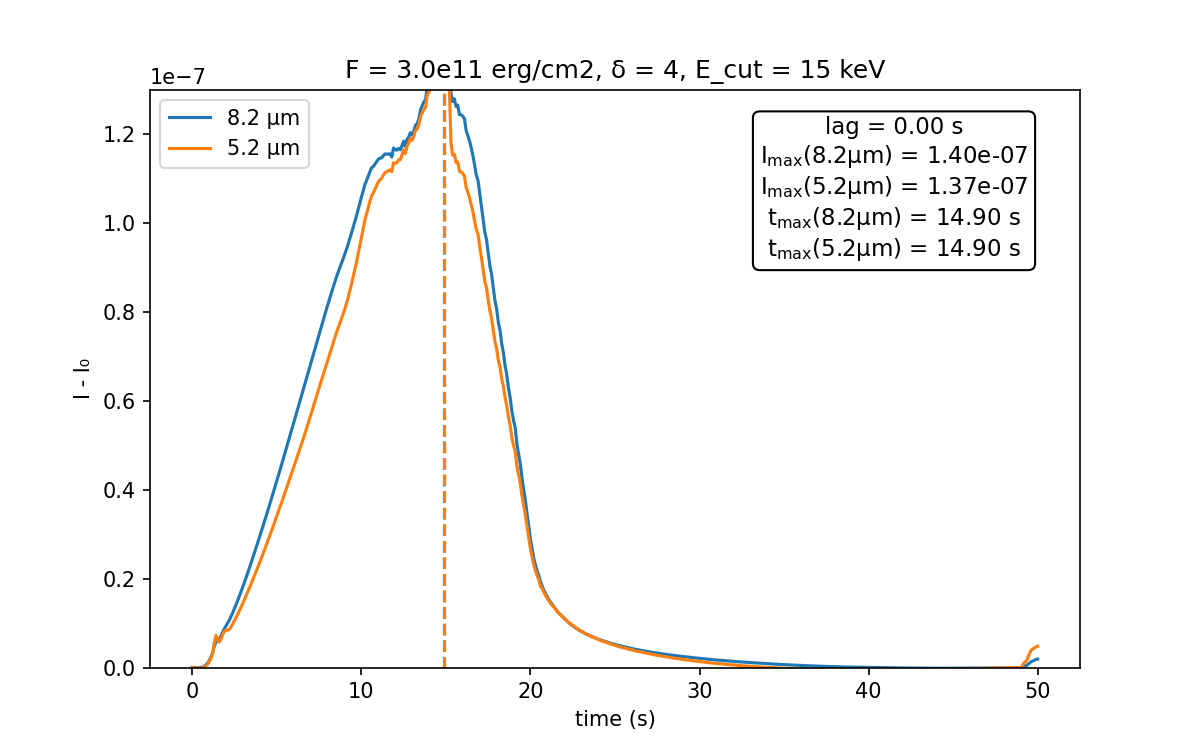 F = 3.0e11 erg/cm2, δ = 4, E_cut = 15 keV
1e−7
8.2 μm
5.2 μm
lag = 0.00 s
Imax(8.2μm) = 1.40e-07
Imax(5.2μm) = 1.37e-07
tmax(8.2μm) = 14.90 s
tmax(5.2μm) = 14.90 s
1.2
1.0
0.8
0.6
0.4
0.2
0.0
I - I₀
0 10 20 30 40 50
time (s)